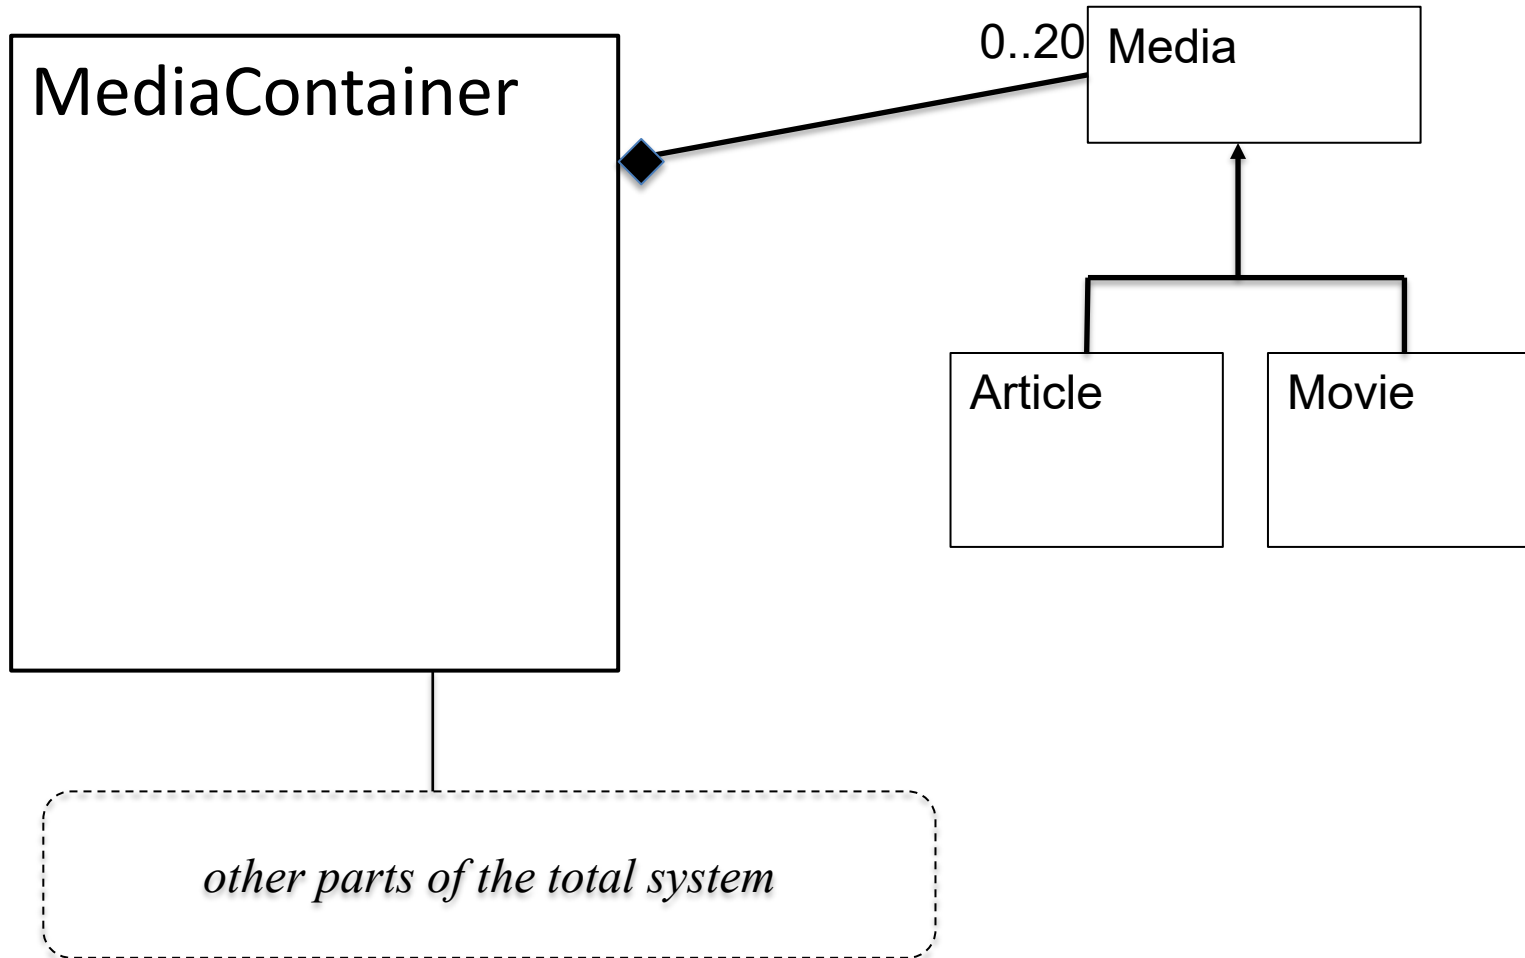 MediaContainer
0..20
Media
Article
Movie
other parts of the total system